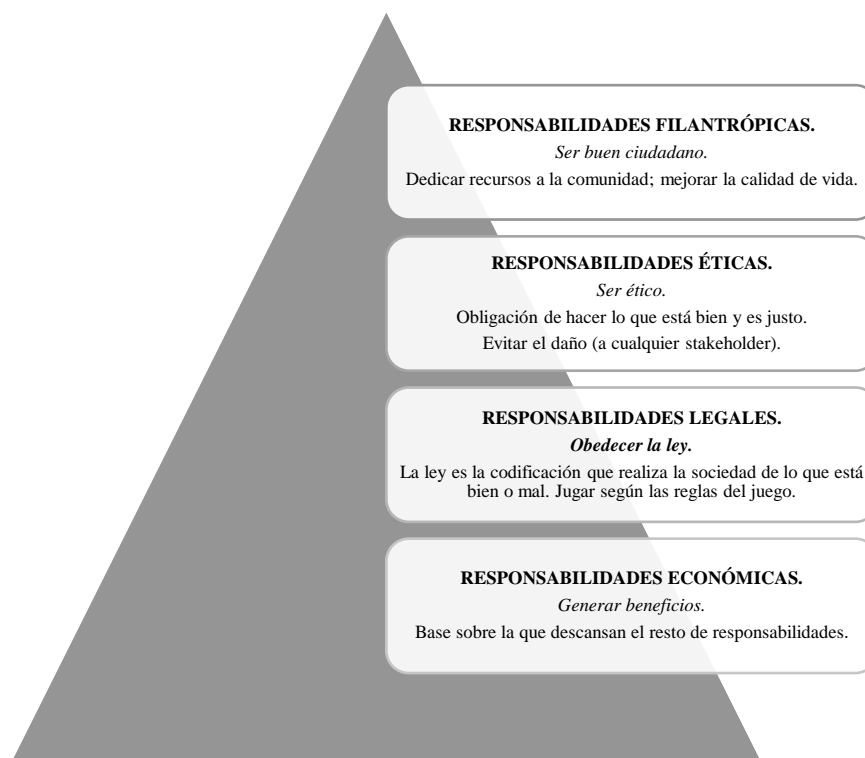 RESPONSABILIDADES FILANTRÓPICAS.
Ser buen ciudadano.
Dedicar recursos a la comunidad; mejorar la calidad de vida.
RESPONSABILIDADES ÉTICAS.
Ser ético.
Obligación de hacer lo que está bien y es justo.
Evitar el daño (a cualquier stakeholder).
RESPONSABILIDADES LEGALES.
Obedecer la ley.
La ley es la codificación que realiza la sociedad de lo que está
bien o mal. Jugar según las reglas del juego.
RESPONSABILIDADES ECONÓMICAS.
Generar beneficios.
Base sobre la que descansan el resto de responsabilidades.